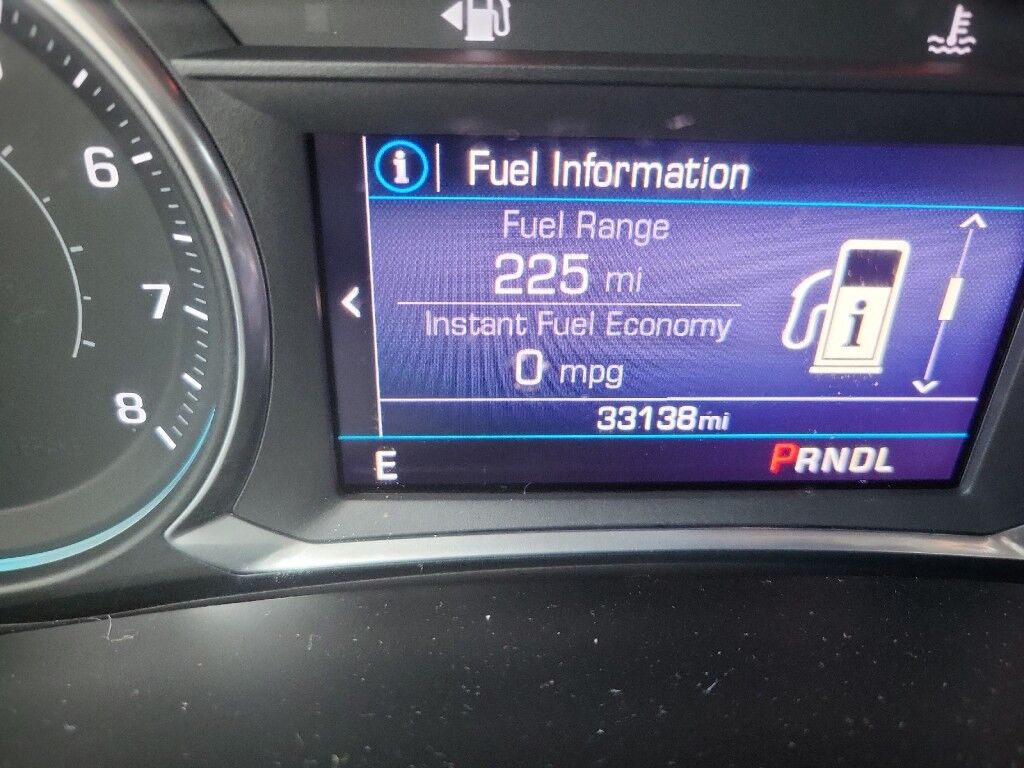 6
7
8
i Fuel Information
Fuel Range
225 mi
Instant Fuel Economy
0 mpg
i
33138mi
E
PRNDL